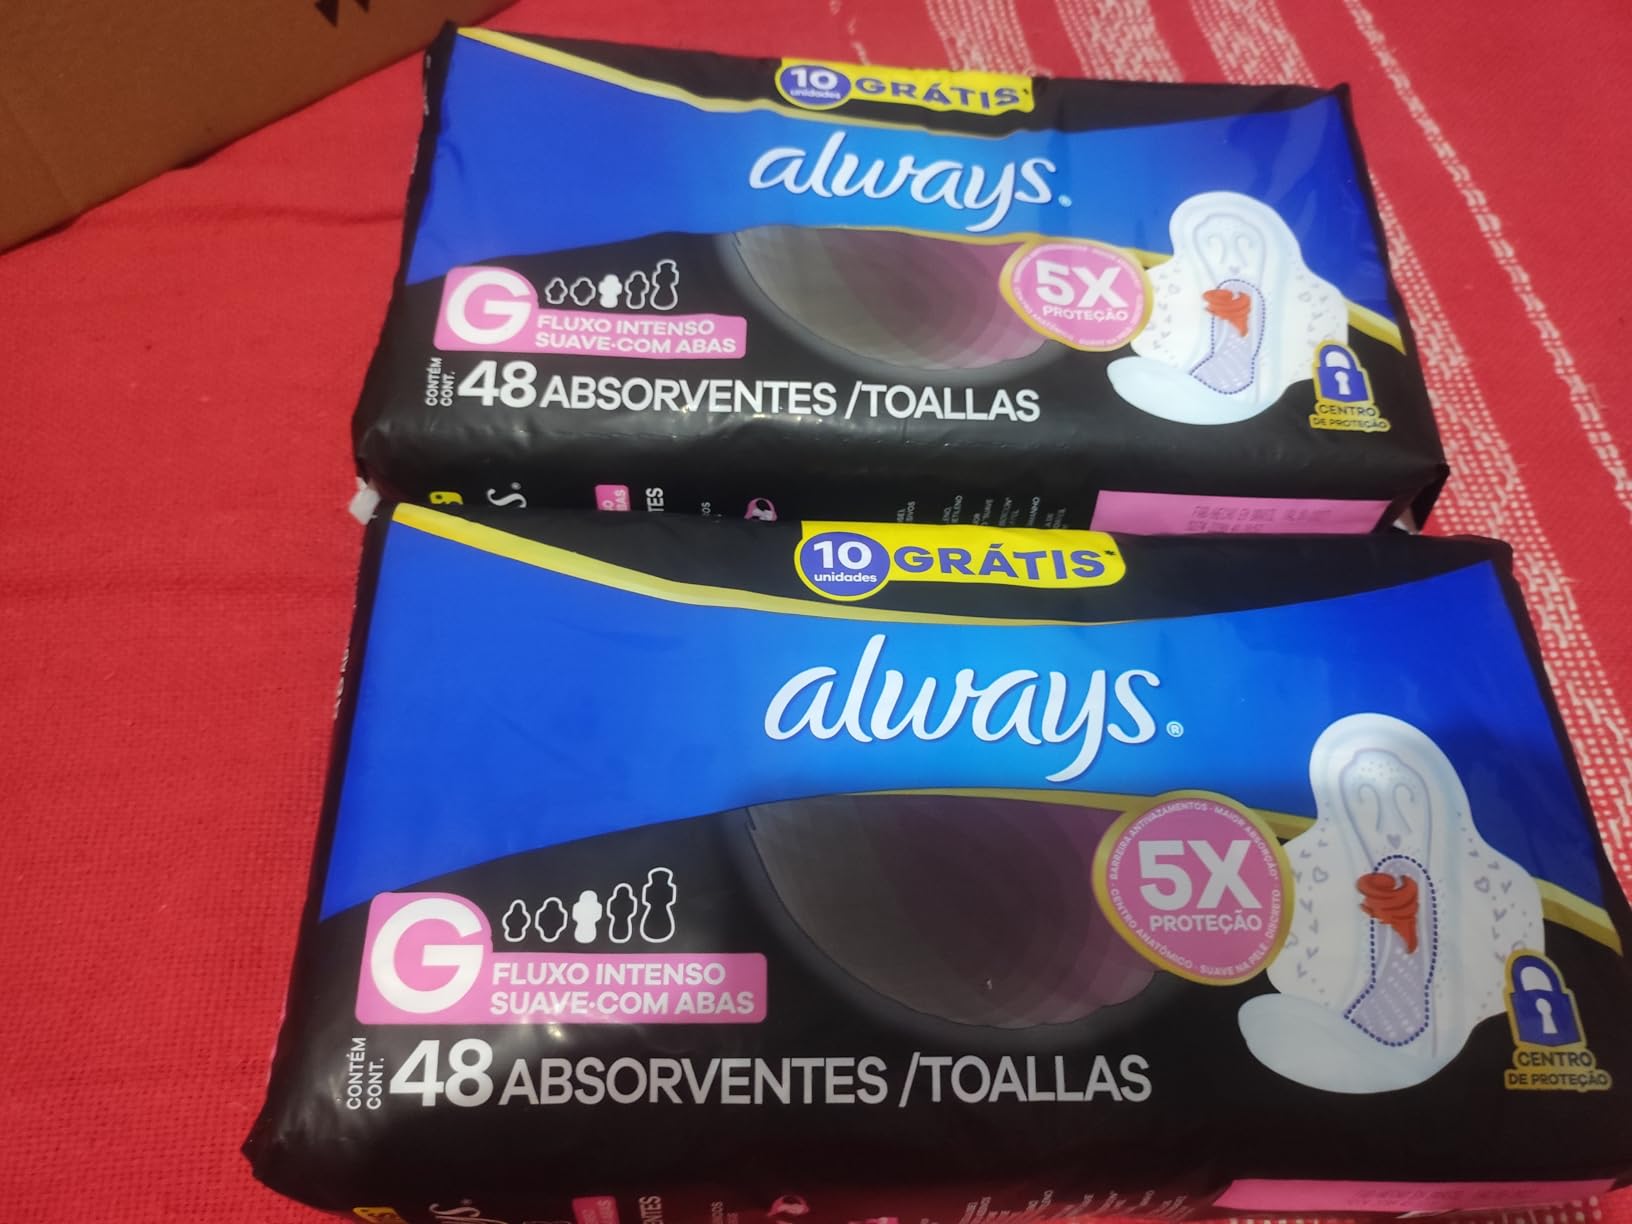 10 unidades GRÁTIS*
always®
G
FLUXO INTENSO
SUAVE·COM ABAS
5X
PROTEÇÃO
CONTÉM
CONT.
48 ABSORVENTES /TOALLAS
CENTRO
DE PROTEÇÃO
10 unidades GRÁTIS*
always®
G
FLUXO INTENSO
SUAVE·COM ABAS
BARREIRA ANTIVAZAMENTOS · MAIOR ABSORÇÃO · CENTRO ANATÔMICO · SUAVE NA PELE · DISCRETO
5X
PROTEÇÃO
CONTÉM
CONT.
48 ABSORVENTES /TOALLAS
CENTRO
DE PROTEÇÃO